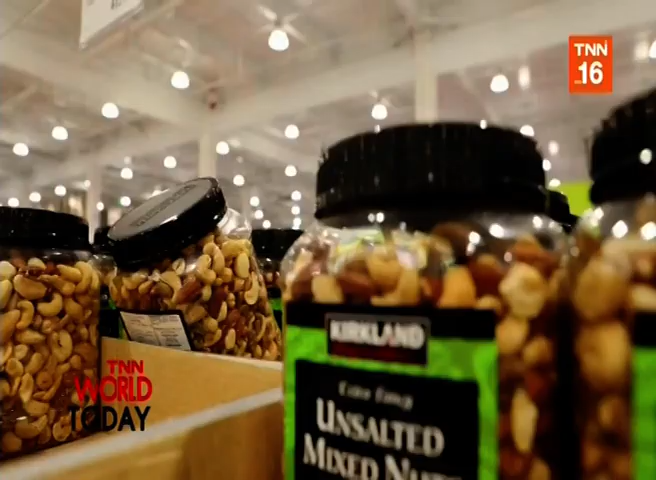 TNN
16
KIRKLAND
Extra Fancy
UNSALTED
MIXED NUTS
TNN
WORLD
TODAY